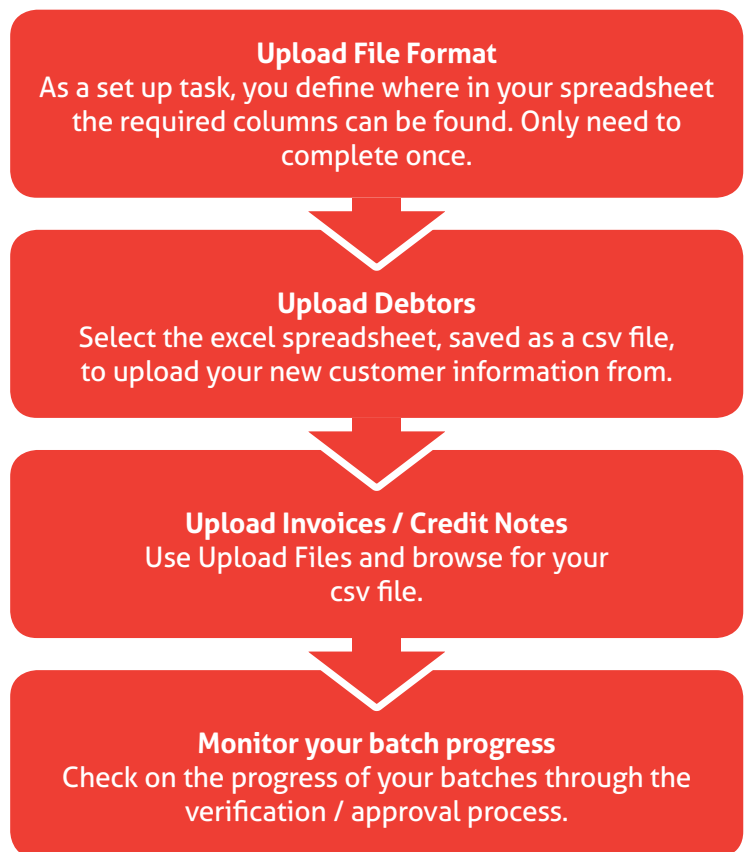 Upload File Format
As a set up task, you define where in your spreadsheet
the required columns can be found. Only need to
complete once.
Upload Debtors
Select the excel spreadsheet, saved as a csv file,
to upload your new customer information from.
Upload Invoices / Credit Notes
Use Upload Files and browse for your
csv file.
Monitor your batch progress
Check on the progress of your batches through the
verification / approval process.